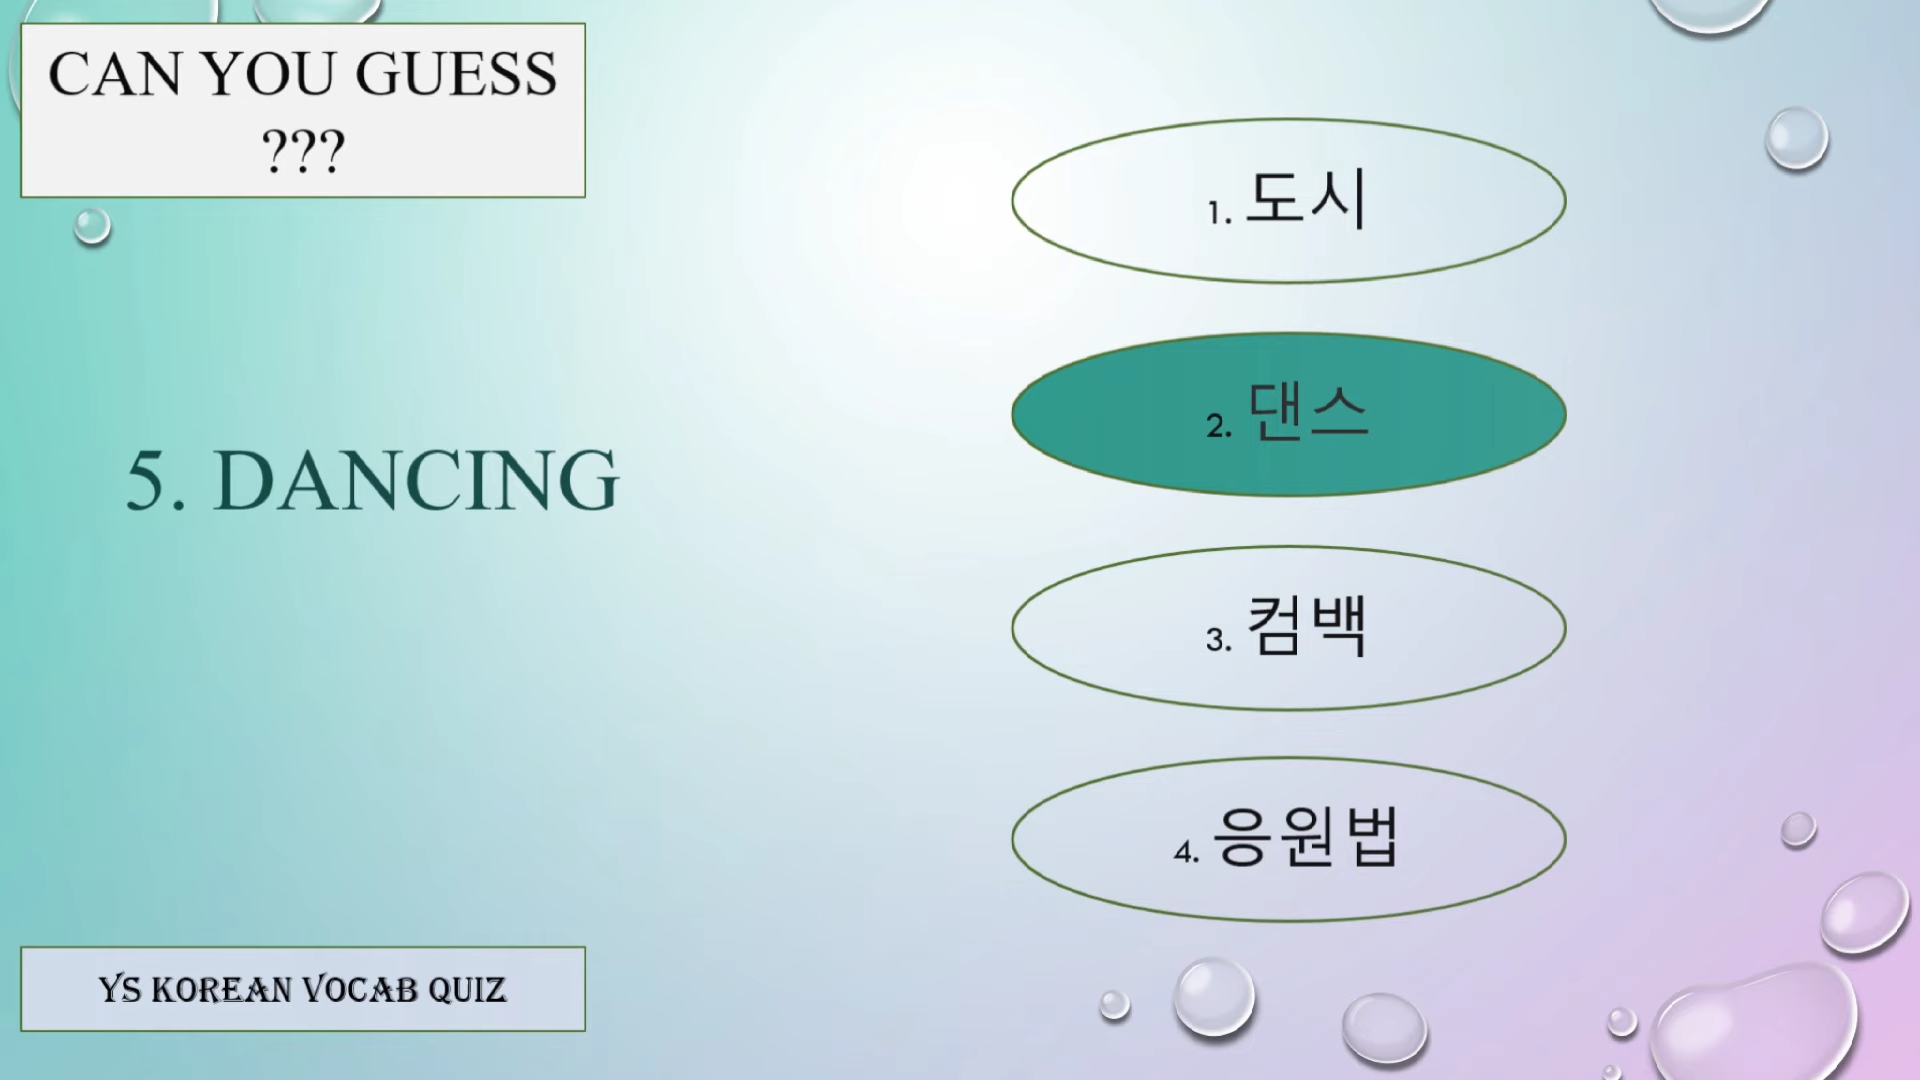 CAN YOU GUESS
???
5. DANCING
1. 도시
2. 댄스
3. 컴백
4. 응원법
YS KOREAN VOCAB QUIZ